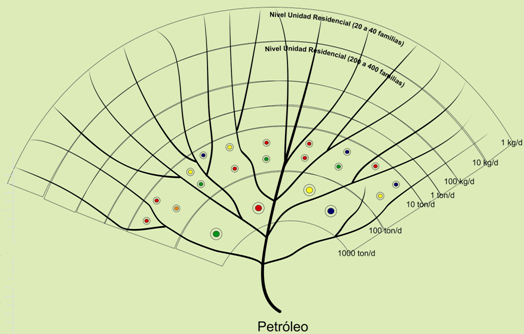 Nivel Unidad Residencial (20 a 40 familias)
Nivel Unidad Residencial (200 a 400 familias)
1 kg/d
10 kg/d
100 kg/d
1 ton/d
10 ton/d
100 ton/d
1000 ton/d
Petróleo